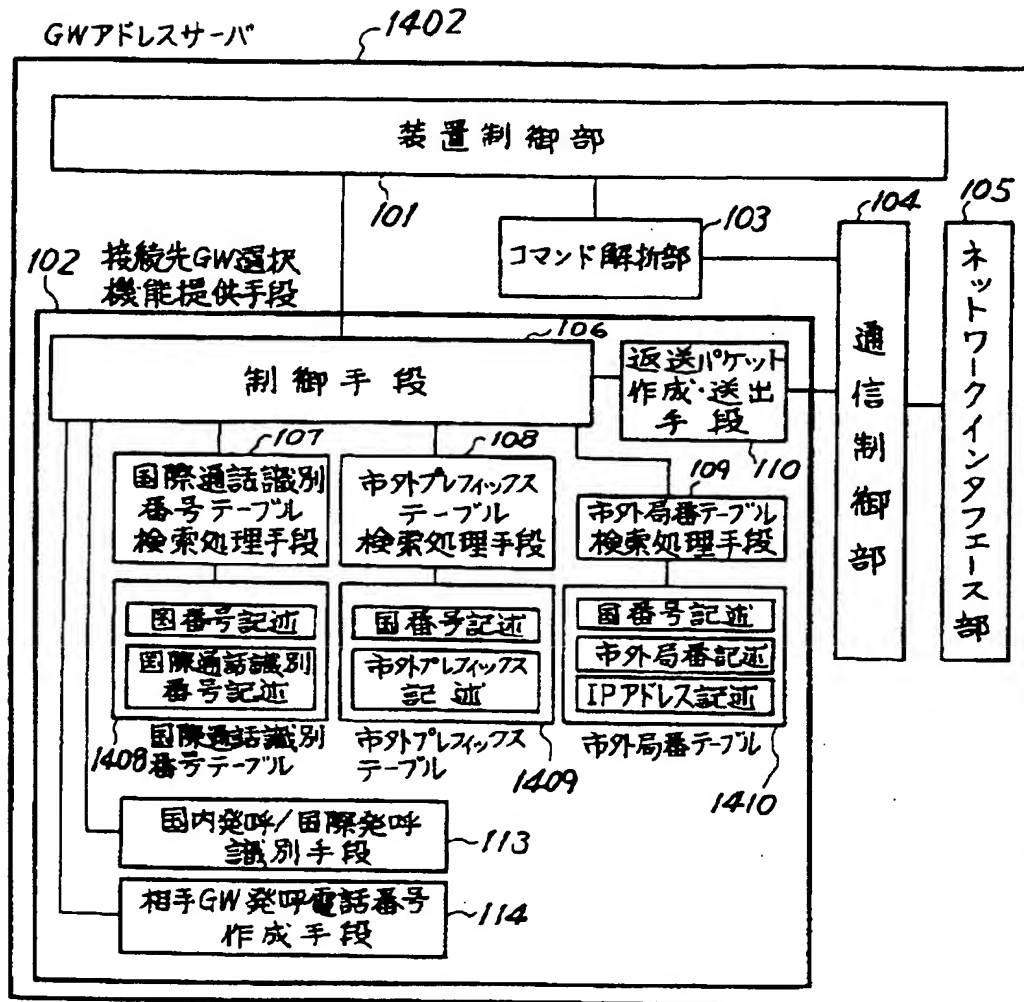 GWアドレスサーバ
1402
装置制御部
101
103
コマンド解析部
104
通信制御部
105
ネットワークインタフェース部
102
接続先GW選択
機能提供手段
106
制御手段
返送パケット
作成・送出
手段
110
107
国際通話識別
番号テーブル
検索処理手段
108
市外プレフィックス
テーブル
検索処理手段
109
市外局番テーブル
検索処理手段
国番号記述
国際通話識別
番号記述
1408
国際通話識別
番号テーブル
国番号記述
市外プレフィックス
記述
市外プレフィックス
テーブル
1409
国番号記述
市外局番記述
IPアドレス記述
市外局番テーブル
1410
国内発呼/国際発呼
識別手段
113
相手GW発呼電話番号
作成手段
114